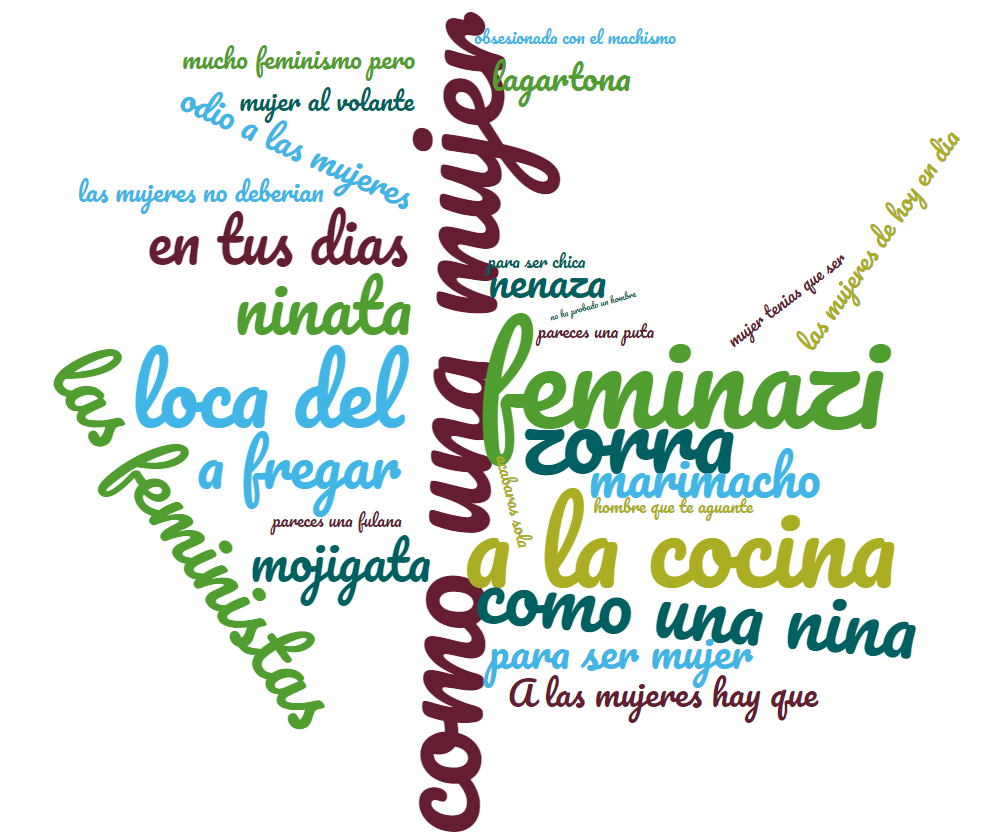 obsesionada con el machismo
mucho feminismo pero
lagartona
mujer al volante
odio a las mujeres
las mujeres no deberian
en tus dias
como una mujer
para ser chica
nenaza
no ha probado un hombre
pareces una puta
mujer tenias que ser
las mujeres de hoy en dia
ninata
loca del
feminazi
zorra
las feministas
a fregar
marimacho
acabaras sola
hombre que te aguante
pareces una fulana
mojigata
a la cocina
como una nina
para ser mujer
A las mujeres hay que